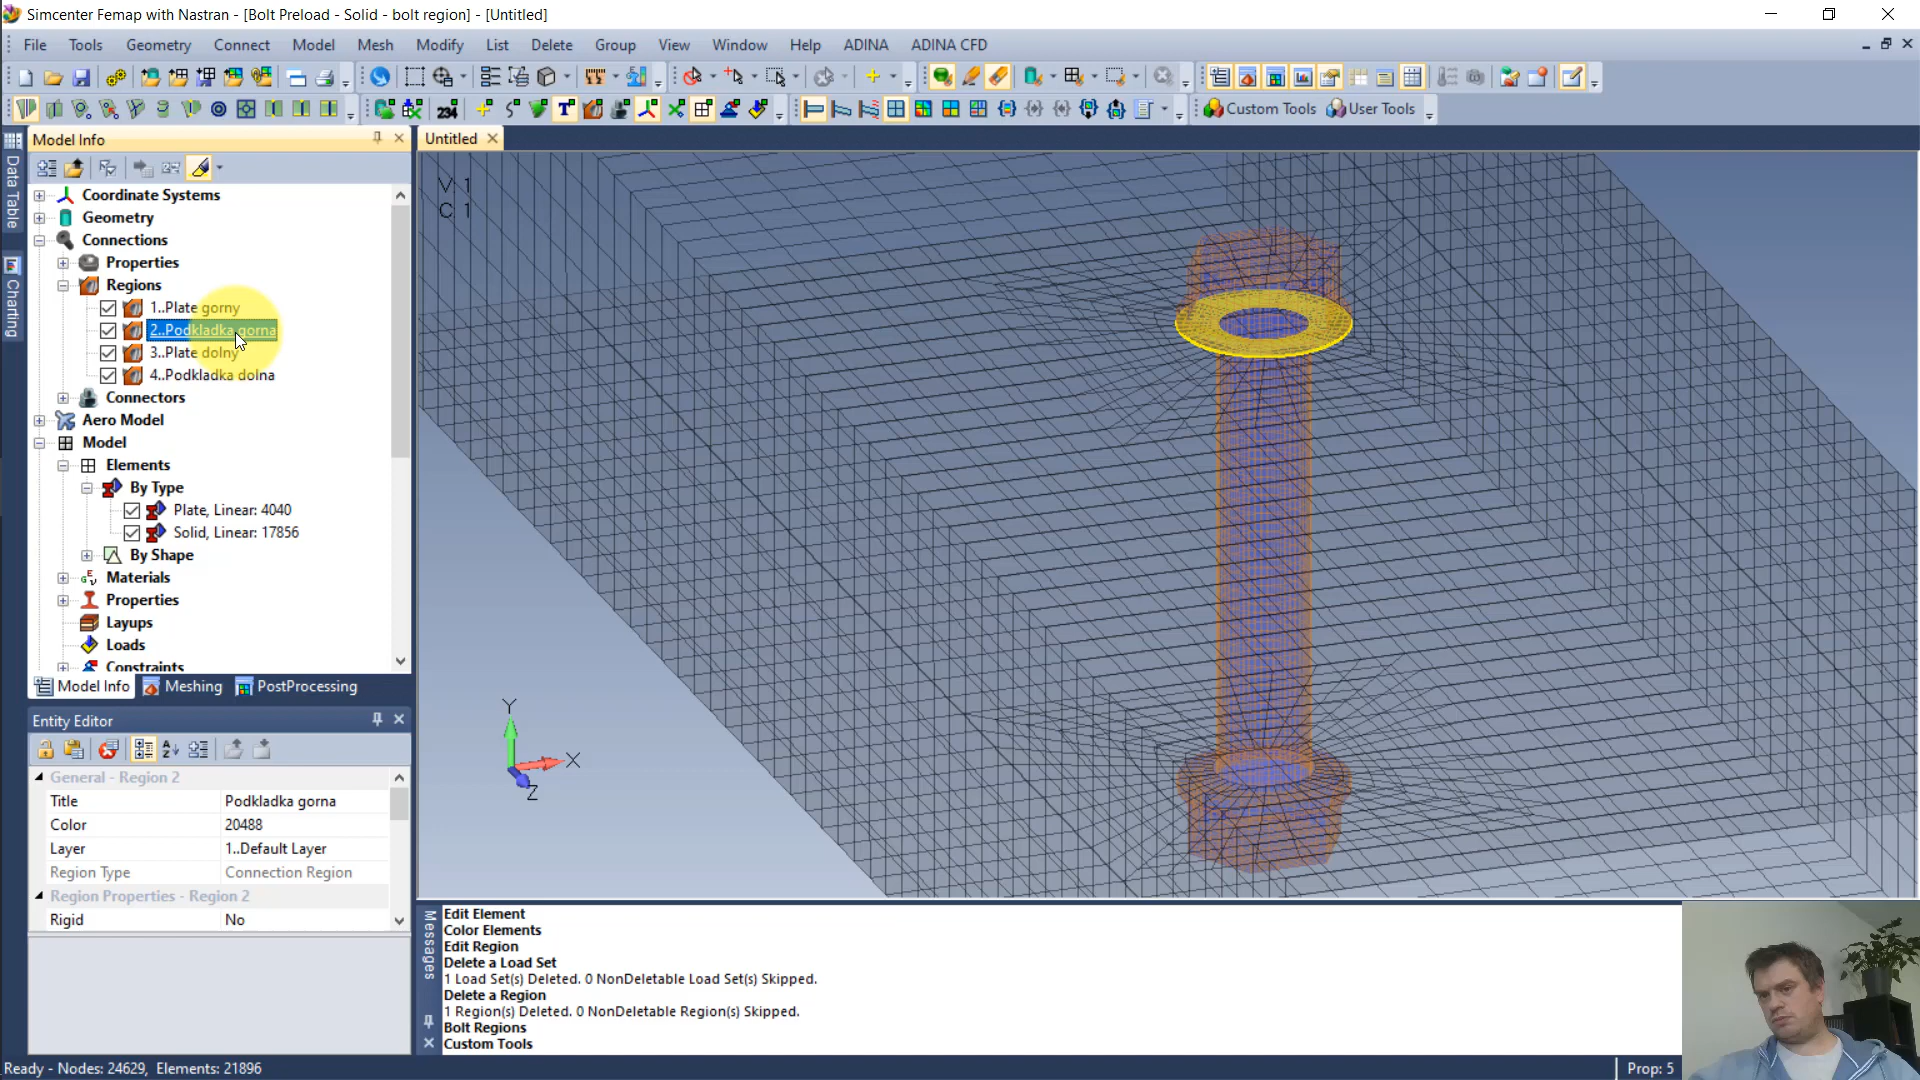 Simcenter Femap with Nastran - [Bolt Preload - Solid - bolt region] - [Untitled]
File Tools Geometry Connect Model Mesh Modify List Delete Group View Window Help ADINA ADINA CFD
234
Custom Tools User Tools
Model Info
Untitled
Data Table
Charting
Coordinate Systems
Geometry
Connections
Properties
Regions
1..Plate gorny
2..Podkladka gorna
3..Plate dolny
4..Podkladka dolna
Connectors
Aero Model
Model
Elements
By Type
Plate, Linear: 4040
Solid, Linear: 17856
By Shape
Materials
Properties
Layups
Loads
Constraints
Model Info Meshing PostProcessing
V 1
C 1
Y
X
Z
Entity Editor
General - Region 2
Title Podkladka gorna
Color 20488
Layer 1..Default Layer
Region Type Connection Region
Region Properties - Region 2
Rigid No
Messages
Edit Element
Color Elements
Edit Region
Delete a Load Set
1 Load Set(s) Deleted. 0 NonDeletable Load Set(s) Skipped.
Delete a Region
1 Region(s) Deleted. 0 NonDeletable Region(s) Skipped.
Bolt Regions
Custom Tools
Ready - Nodes: 24629, Elements: 21896
Prop: 5